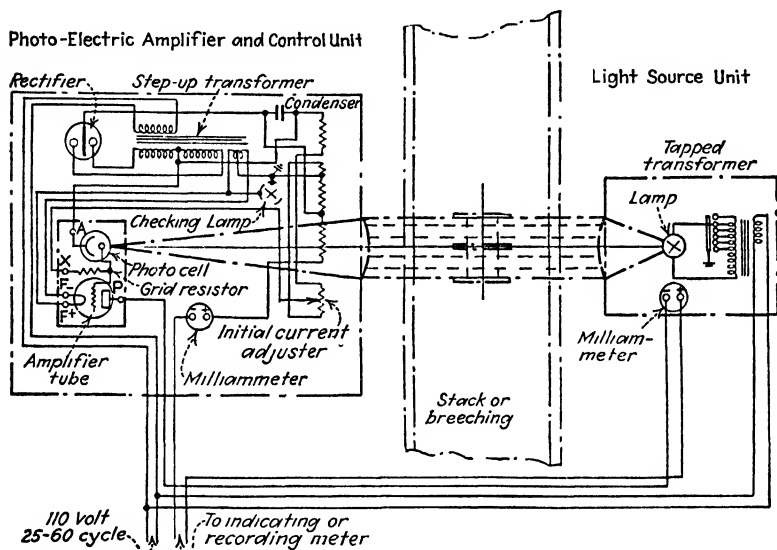 Photo-Electric Amplifier and Control Unit
Rectifier
Step-up transformer
Condenser
Light Source Unit
Tapped
transformer
Lamp
Checking Lamp
A
X
F-
F+
P
Photo cell
Grid resistor
Amplifier
tube
Initial current
adjuster
Milliammeter
Milliam-
meter
Stack or
breeching
110 volt
25-60 cycle
To indicating or
recording meter